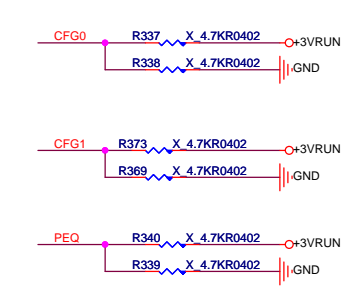 CFG0 R337 X_4.7KR0402 +3VRUN
R338 X_4.7KR0402 GND
CFG1 R373 X_4.7KR0402 +3VRUN
R369 X_4.7KR0402 GND
PEQ R340 X_4.7KR0402 +3VRUN
R339 X_4.7KR0402 GND